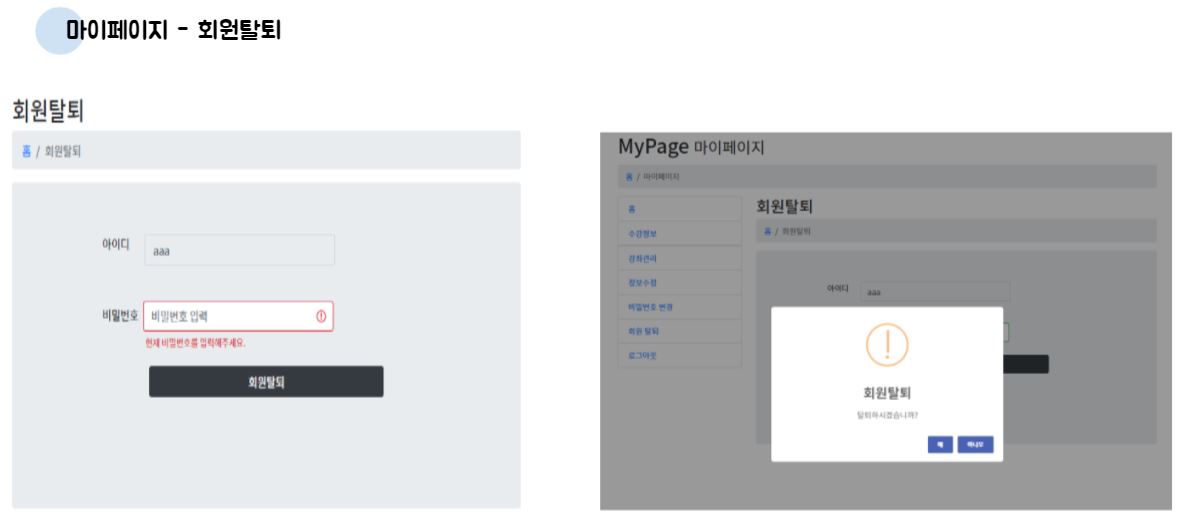 마이페이지 - 회원탈퇴
회원탈퇴
홈 / 회원탈퇴
아이디
aaa
비밀번호
비밀번호 입력
현재 비밀번호를 입력해주세요.
회원탈퇴
MyPage 마이페이지
홈 / 마이페이지
홈
수강정보
강좌관리
정보수정
비밀번호 변경
회원 탈퇴
로그아웃
회원탈퇴
홈 / 회원탈퇴
아이디
aaa
회원탈퇴
탈퇴하시겠습니까?
예
아니오